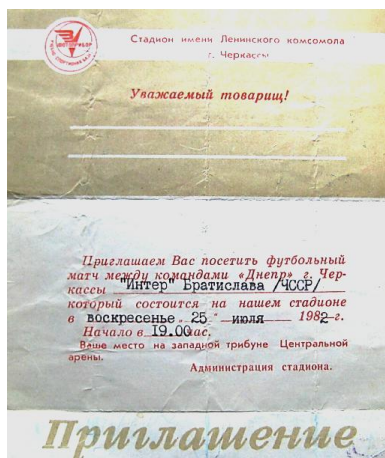 Стадион имени Ленинского комсомола
г. Черкассы
Уважаемый товарищ!
Приглашаем Вас посетить футбольный
матч между командами «Днепр» г. Чер-
кассы "Интер" Братислава /ЧССР/
который состоится на нашем стадионе
в воскресенье „ 25 " июля 1982 г.
Начало в 19.00 час.
Ваше место на западной трибуне Центральной
арены.
Администрация стадиона.
Приглашение